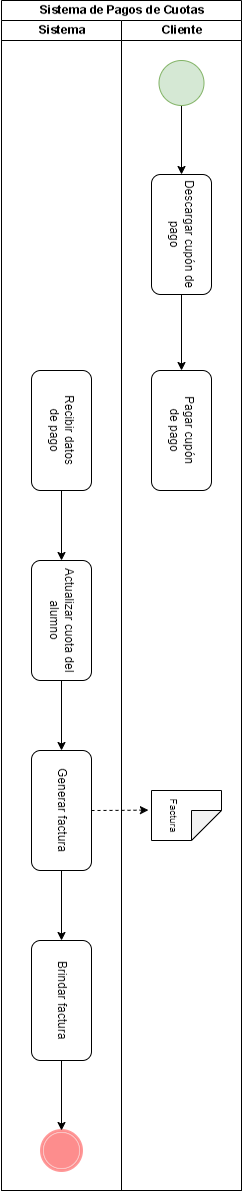 Sistema de Pagos de Cuotas
Sistema
Cliente
Descargar cupón de
pago
Pagar cupón
de pago
Recibir datos
de pago
Actualizar cuota del
alumno
Generar factura
Factura
Brindar factura